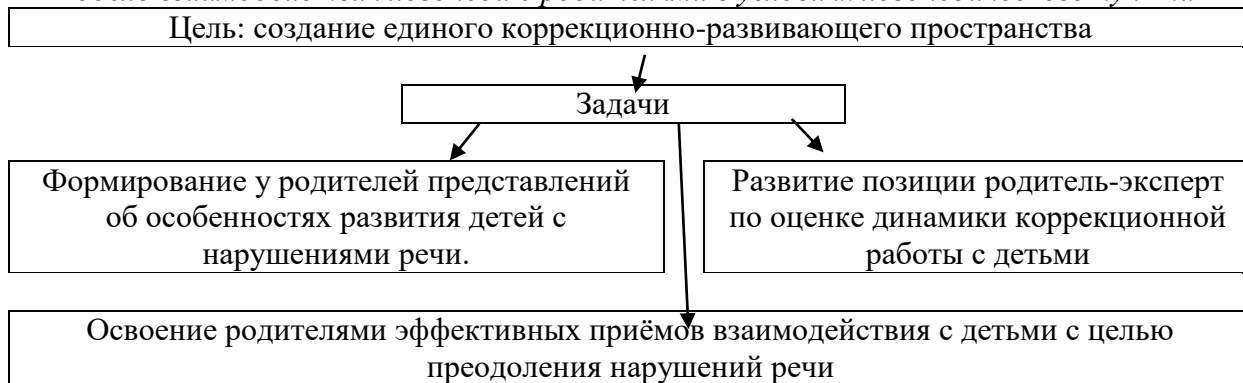 Цель: создание единого коррекционно-развивающего пространства
Задачи
Формирование у родителей представлений
об особенностях развития детей с
нарушениями речи.
Развитие позиции родитель-эксперт
по оценке динамики коррекционной
работы с детьми
Освоение родителями эффективных приёмов взаимодействия с детьми с целью
преодоления нарушений речи